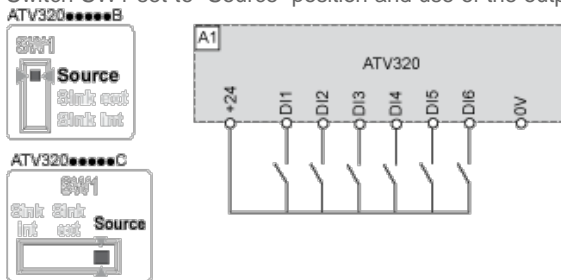 Switch SW1 set to "Source" position and use of the outp
ATV320●●●●●B
SW1
Source
Sink ext
Sink int
ATV320●●●●●C
SW1
Sink int
Sink ext
Source
A1
ATV320
+24
DI1
DI2
DI3
DI4
DI5
DI6
0V